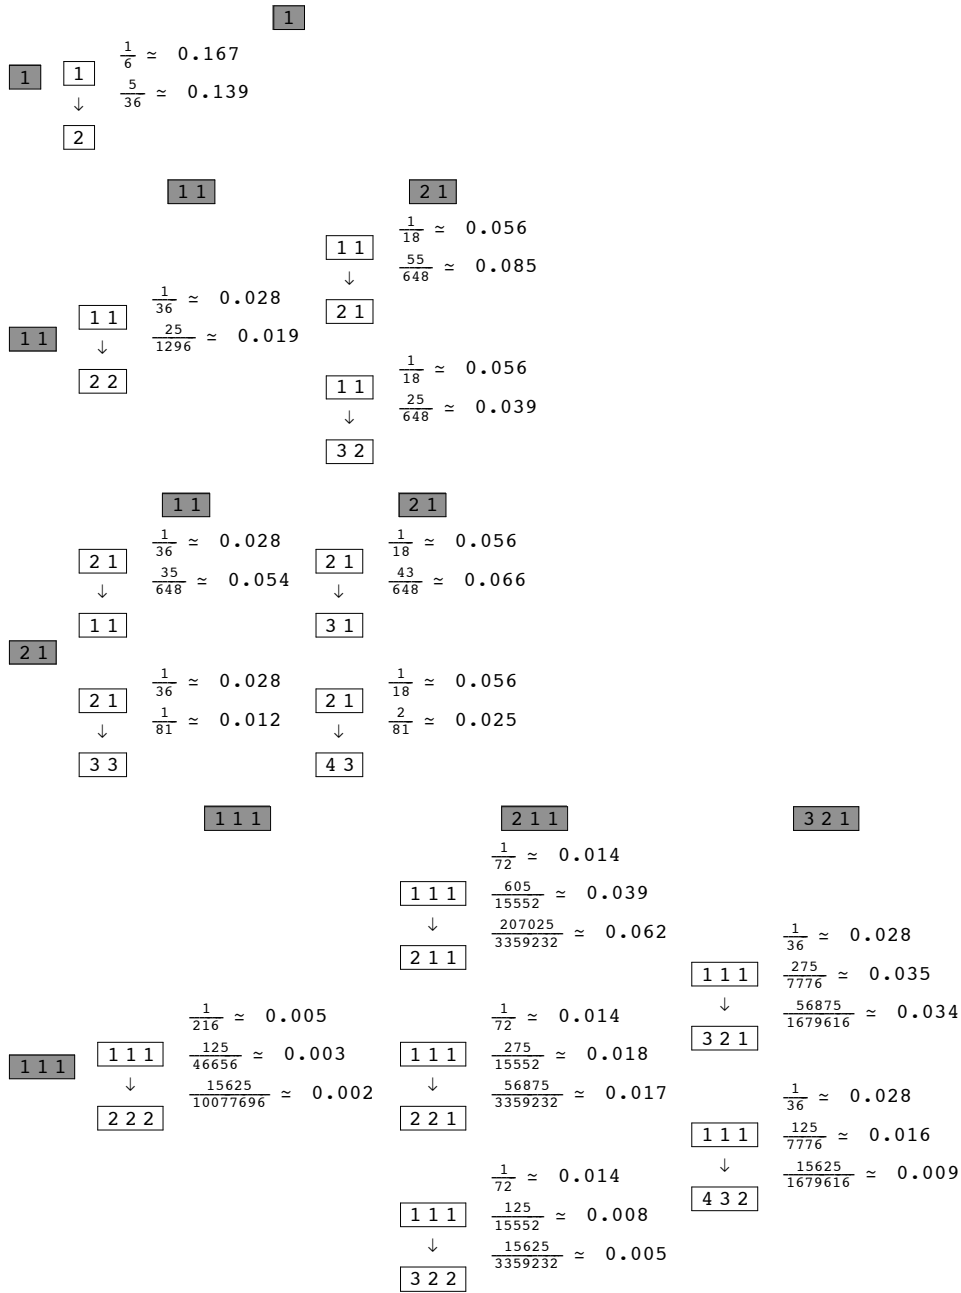 1
1/6 ≃ 0.167
1 1
5/36 ≃ 0.139
↓
2
1 1 2 1
1/18 ≃ 0.056
1 1
55/648 ≃ 0.085
↓
1/36 ≃ 0.028
2 1
1 1
1 1
25/1296 ≃ 0.019
↓
1/18 ≃ 0.056
2 2
1 1
25/648 ≃ 0.039
↓
3 2
1 1 2 1
1/36 ≃ 0.028 1/18 ≃ 0.056
2 1 2 1
35/648 ≃ 0.054 43/648 ≃ 0.066
↓ ↓
1 1 3 1
2 1
1/36 ≃ 0.028 1/18 ≃ 0.056
2 1 2 1
1/81 ≃ 0.012 2/81 ≃ 0.025
↓ ↓
3 3 4 3
1 1 1 2 1 1 3 2 1
1/72 ≃ 0.014
1 1 1
605/15552 ≃ 0.039
↓
207025/3359232 ≃ 0.062
2 1 1
1/36 ≃ 0.028
1 1 1
275/7776 ≃ 0.035
↓
56875/1679616 ≃ 0.034
3 2 1
1 1 1
1/216 ≃ 0.005 1/72 ≃ 0.014
1 1 1 1 1 1
125/46656 ≃ 0.003 275/15552 ≃ 0.018
↓ ↓
15625/10077696 ≃ 0.002 56875/3359232 ≃ 0.017
2 2 2 2 2 1
1/36 ≃ 0.028
1 1 1
125/7776 ≃ 0.016
↓
15625/1679616 ≃ 0.009
4 3 2
1/72 ≃ 0.014
1 1 1
125/15552 ≃ 0.008
↓
15625/3359232 ≃ 0.005
3 2 2